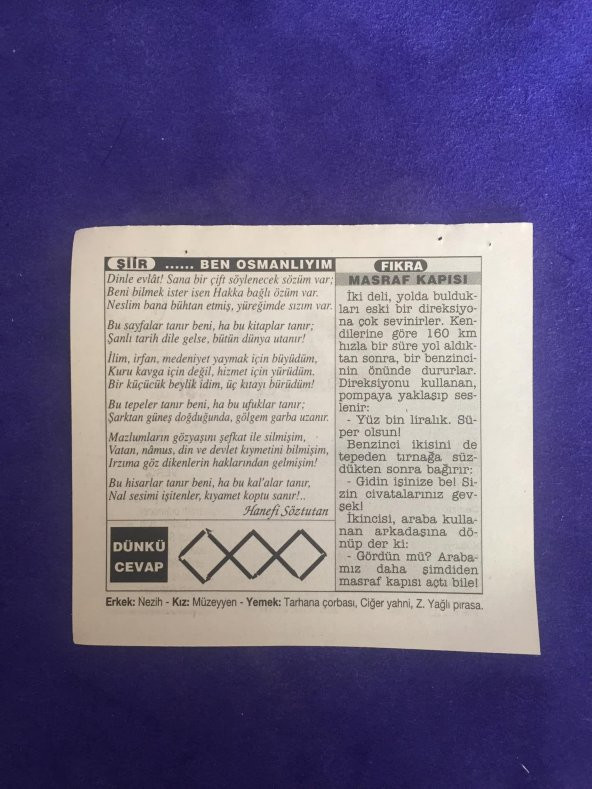 ŞİİR ...... BEN OSMANLIYIM
Dinle evlât! Sana bir çift söylenecek sözüm var;
Beni bilmek ister isen Hakka bağlı özüm var.
Neslim bana bühtan etmiş, yüreğimde sızım var.
Bu sayfalar tanır beni, ha bu kitaplar tanır;
Şanlı tarih dile gelse, bütün dünya utanır!
İlim, irfan, medeniyet yaymak için büyüdüm,
Kuru kavga için değil, hizmet için yürüdüm.
Bir küçücük beylik idim, üç kıtayı bürüdüm!
Bu tepeler tanır beni, ha bu ufuklar tanır;
Şarktan güneş doğduğunda, gölgem garba uzanır.
Mazlumların gözyaşını şefkat ile silmişim,
Vatan, nâmus, din ve devlet kıymetini bilmişim,
Irzıma göz dikenlerin haklarından gelmişim!
Bu hisarlar tanır beni, ha bu kal'alar tanır,
Nal sesimi işitenler, kıyamet koptu sanır!..
Hanefi Söztutan
DÜNKÜ
CEVAP
FIKRA
MASRAF KAPISI
İki deli, yolda bulduk-
ları eski bir direksiyo-
na çok sevinirler. Ken-
dilerine göre 160 km
hızla bir süre yol aldık-
tan sonra, bir benzinci-
nin önünde dururlar.
Direksiyonu kullanan,
pompaya yaklaşıp ses-
lenir:
- Yüz bin liralık. Sü-
per olsun!
Benzinci ikisini de
tepeden tırnağa süz-
dükten sonra bağırır:
- Gidin işinize be! Si-
zin civatalarınız gev-
şek!
İkincisi, araba kulla-
nan arkadaşına dö-
nüp der ki:
- Gördün mü? Araba-
mız daha şimdiden
masraf kapısı açtı bile!
Erkek: Nezih - Kız: Müzeyyen - Yemek: Tarhana çorbası, Ciğer yahni, Z. Yağlı pırasa.